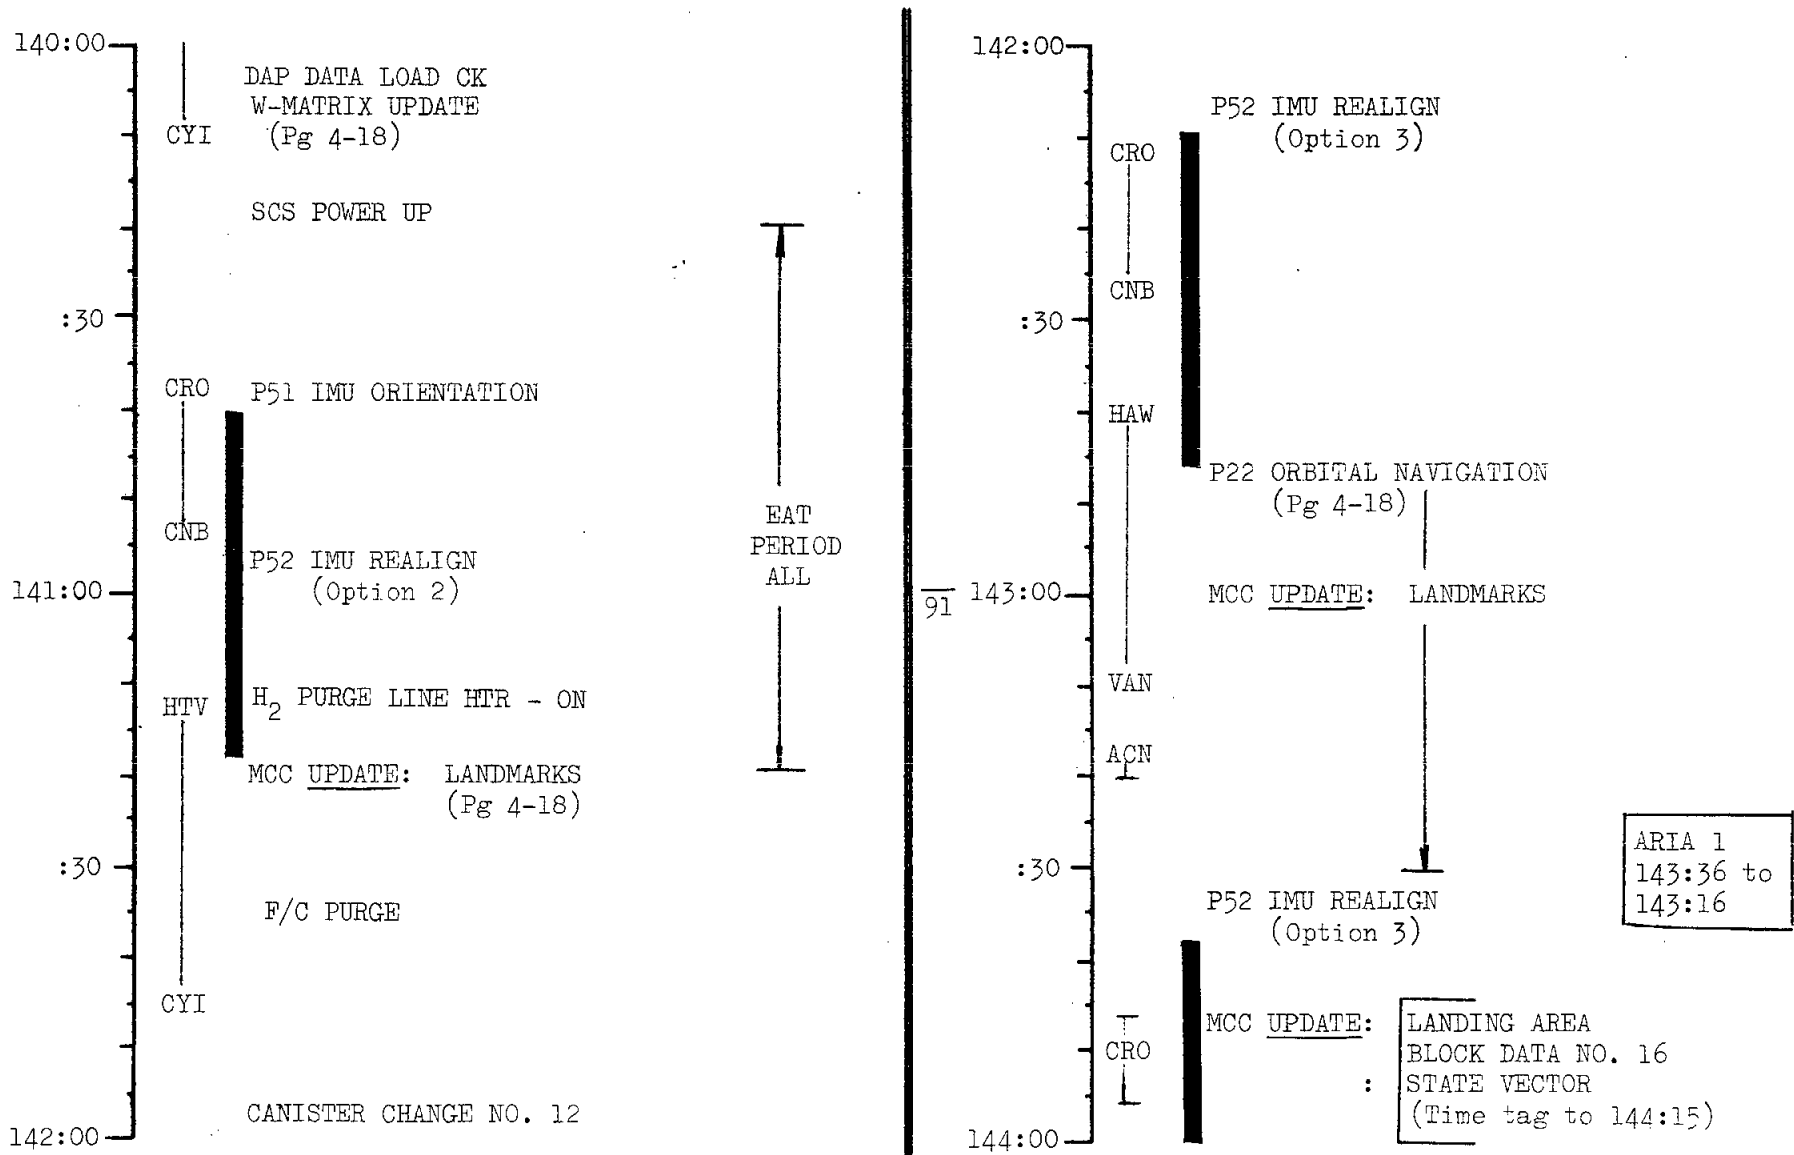 140:00
DAP DATA LOAD CK
W-MATRIX UPDATE
CYI
(Pg 4-18)
SCS POWER UP
:30
CRO
P51 IMU ORIENTATION
CNB
EAT
PERIOD
ALL
P52 IMU REALIGN
(Option 2)
141:00
HTV
H2 PURGE LINE HTR - ON
MCC UPDATE: LANDMARKS
(Pg 4-18)
:30
F/C PURGE
CYI
CANISTER CHANGE NO. 12
142:00
91
142:00
P52 IMU REALIGN
(Option 3)
CRO
CNB
:30
HAW
P22 ORBITAL NAVIGATION
(Pg 4-18)
143:00
MCC UPDATE: LANDMARKS
VAN
ACN
:30
ARIA 1
143:36 to
143:16
P52 IMU REALIGN
(Option 3)
MCC UPDATE: LANDING AREA
CRO
BLOCK DATA NO. 16
: STATE VECTOR
(Time tag to 144:15)
144:00